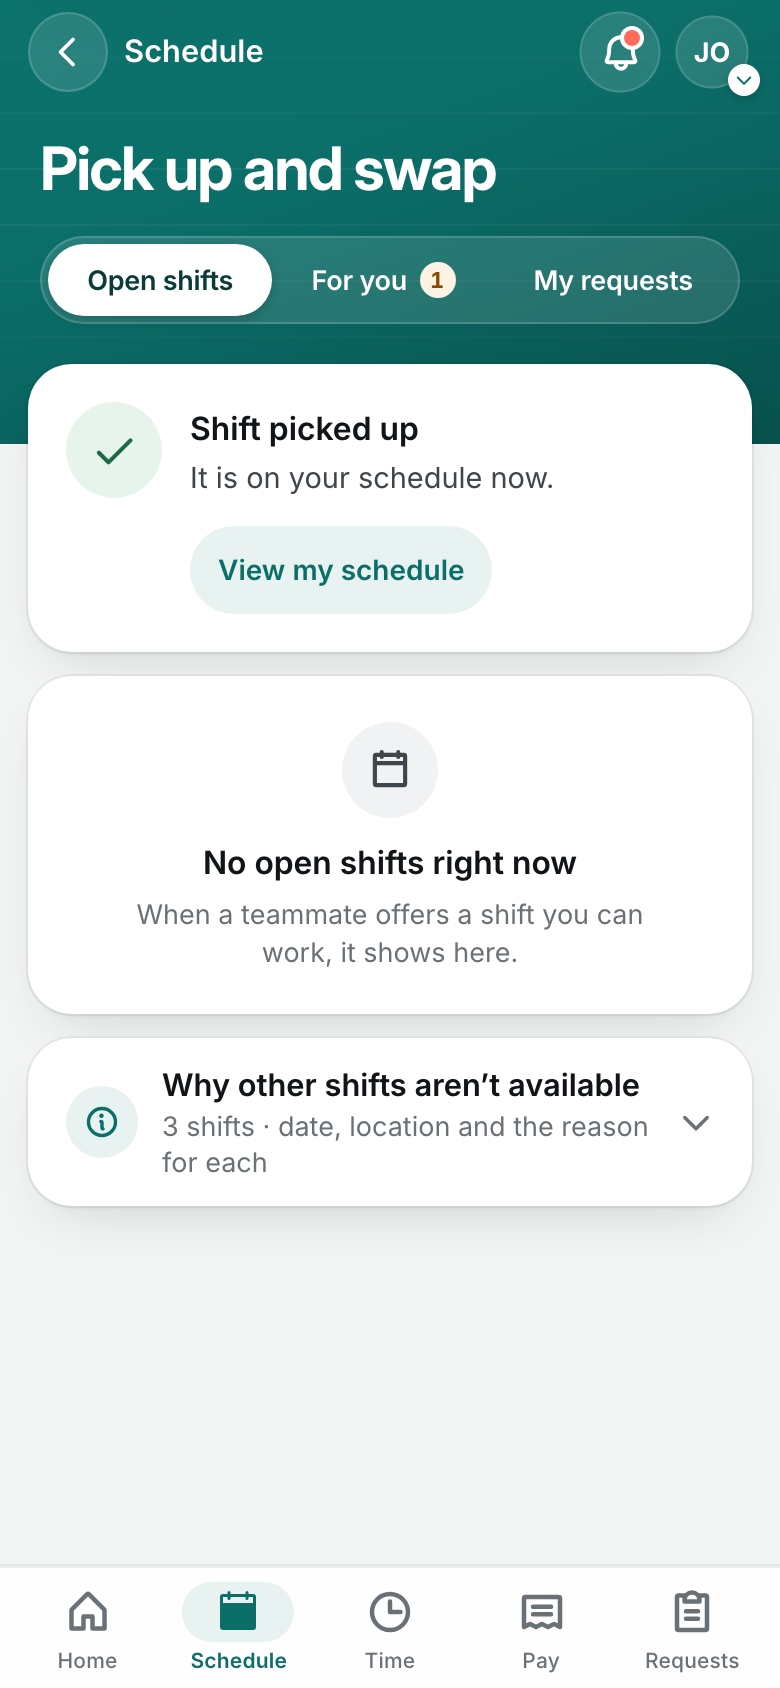 Schedule
JO
Pick up and swap
Open shifts
For you 1
My requests
Shift picked up
It is on your schedule now.
View my schedule
No open shifts right now
When a teammate offers a shift you can
work, it shows here.
Why other shifts aren’t available
3 shifts · date, location and the reason
for each
Home
Schedule
Time
Pay
Requests